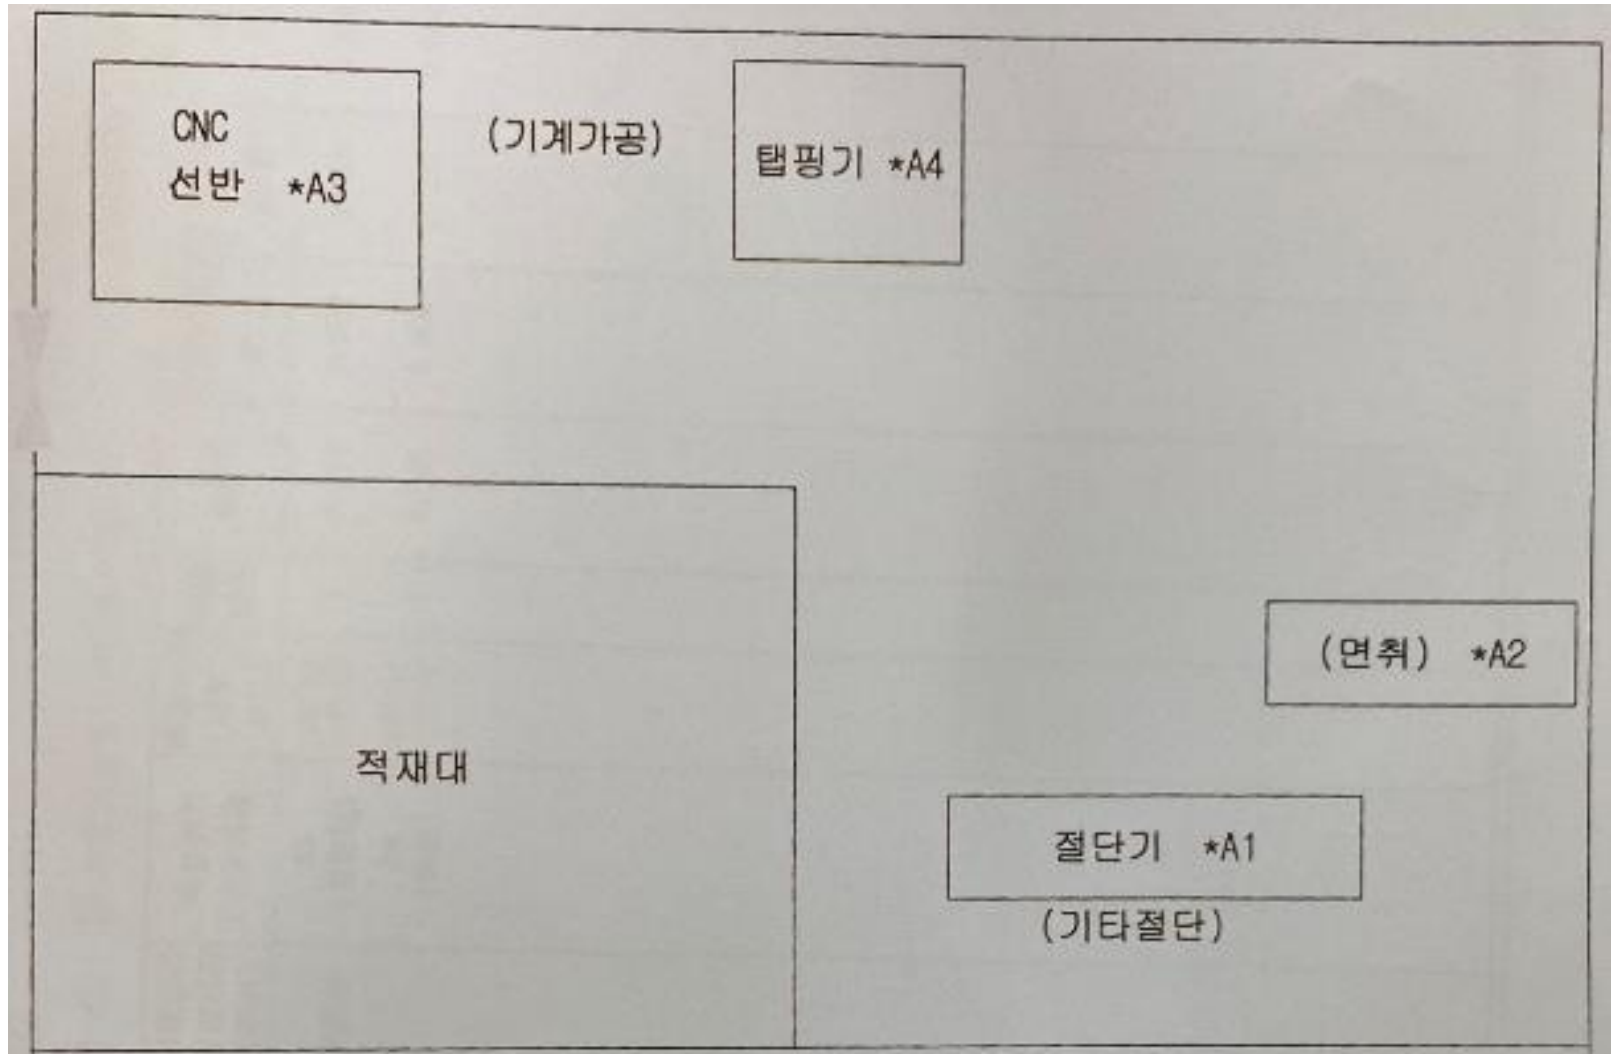 CNC
선반 *A3
(기계가공)
탭핑기 *A4
(면취) *A2
적재대
절단기 *A1
(기타절단)